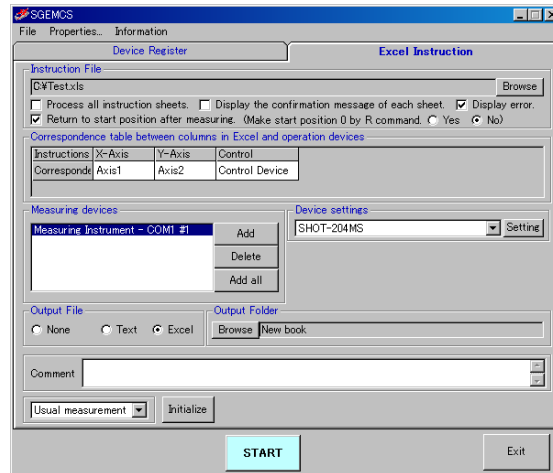 SGEMCS
File Properties... Information
Device Register Excel Instruction
Instruction File
C:¥Test.xls Browse
Process all instruction sheets. Display the confirmation message of each sheet. Display error.
Return to start position after measuring. (Make start position 0 by R command. Yes No)
Correspondence table between columns in Excel and operation devices
Instructions X-Axis Y-Axis Control
Corresponde Axis1 Axis2 Control Device
Measuring devices Device settings
Measuring Instrument - COM1 #1 Add SHOT-204MS Setting
Delete
Add all
Output File Output Folder
None Text Excel Browse New book
Comment
Usual measurement Initialize
START Exit